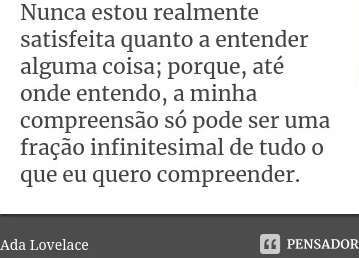 Nunca estou realmente
satisfeita quanto a entender
alguma coisa; porque, até
onde entendo, a minha
compreensão só pode ser uma
fração infinitesimal de tudo o
que eu quero compreender.
Ada Lovelace
PENSADOR